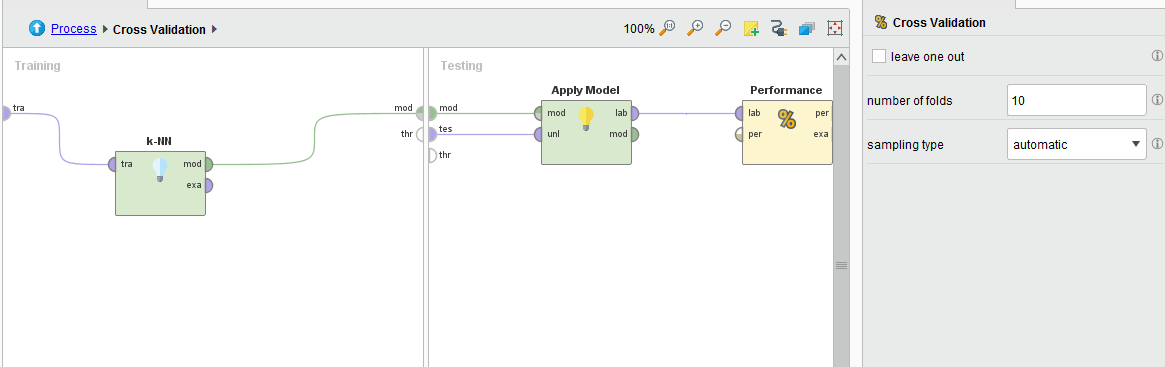 Process ▸ Cross Validation ▸
100%
Training
tra
k-NN
tra
mod
exa
mod
thr
Testing
mod
tes
thr
Apply Model
mod
lab
unl
mod
Performance
lab
per
per
exa
% Cross Validation
leave one out
number of folds
10
sampling type
automatic